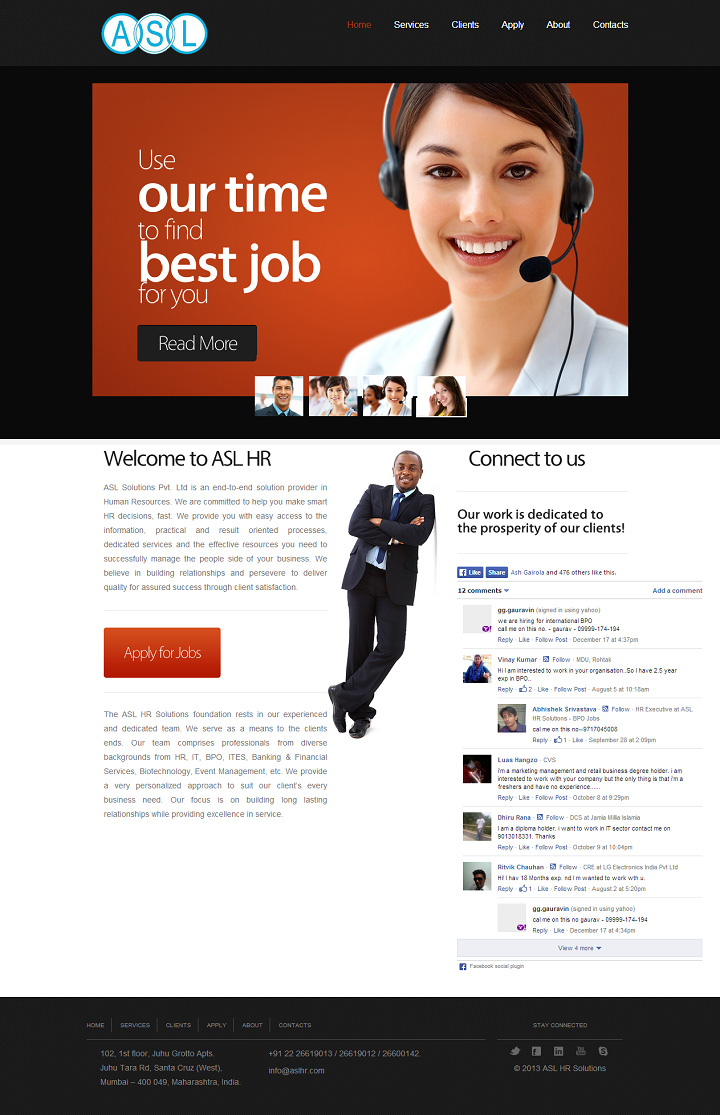 ASL
Home Services Clients Apply About Contacts
Use
our time
to find
best job
for you
Read More
Welcome to ASL HR
ASL Solutions Pvt. Ltd is an end-to-end solution provider in
Human Resources. We are committed to help you make smart
HR decisions, fast. We provide you with easy access to the
information, practical and result oriented processes,
dedicated services and the effective resources you need to
successfully manage the people side of your business. We
believe in building relationships and persevere to deliver
quality for assured success through client satisfaction.
Apply for Jobs
The ASL HR Solutions foundation rests in our experienced
and dedicated team. We serve as a means to the clients
ends. Our team comprises professionals from diverse
backgrounds from HR, IT, BPO, ITES, Banking & Financial
Services, Biotechnology, Event Management, etc. We provide
a very personalized approach to suit our client's every
business need. Our focus is on building long lasting
relationships while providing excellence in service.
Connect to us
Our work is dedicated to
the prosperity of our clients!
Like Share Ash Gairola and 476 others like this.
12 comments Add a comment
gg.gauravin (signed in using yahoo)
we are hiring for international BPO
call me on this no. - gaurav - 09999-174-194
Reply · Like · Follow Post · December 17 at 4:37pm
Vinay Kumar · Follow · MDU, Rohtak
Hi I am interested to work in your organisation..So I have 2.5 year
exp in BPO..
Reply · 2 · Like · Follow Post · August 5 at 10:18am
Abhishek Srivastava · Follow · HR Executive at ASL
HR Solutions - BPO Jobs
call me on this no--9717045008
Reply · 1 · Like · September 28 at 2:09pm
Luas Hangzo · CVS
i'm a marketing management and retail business degree holder. i am
interested to work with your company but the only thing is that i'm a
freshers and have no experience......
Reply · Like · Follow Post · October 8 at 9:29pm
Dhiru Rana · Follow · DCS at Jamia Millia Islamia
I am a diploma holder, i want to work in IT sector contact me on
9013018331. Thanks
Reply · Like · Follow Post · October 9 at 10:04pm
Ritvik Chauhan · Follow · CRE at LG Electronics India Pvt Ltd
Hi! I hav 18 Months exp. nd I m wanted to work wth u.
Reply · 1 · Like · Follow Post · August 2 at 5:20pm
gg.gauravin (signed in using yahoo)
call me on this no gaurav - 09999-174-194
Reply · Like · December 17 at 4:34pm
View 4 more
Facebook social plugin
HOME SERVICES CLIENTS APPLY ABOUT CONTACTS
102, 1st floor, Juhu Grotto Apts.
Juhu Tara Rd, Santa Cruz (West),
Mumbai – 400 049, Maharashtra, India.
+91 22 26619013 / 26619012 / 26600142.
info@aslhr.com
STAY CONNECTED
© 2013 ASL HR Solutions